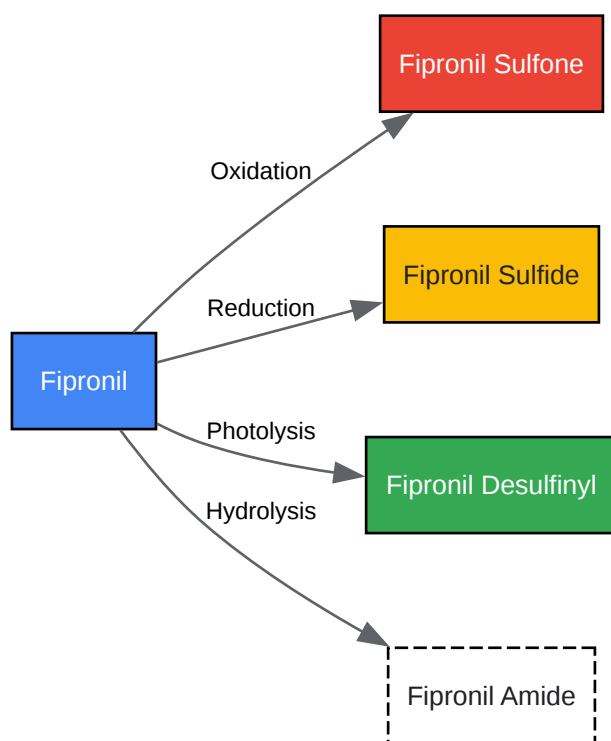 Fipronil Sulfone
Oxidation
Fipronil Sulfide
Reduction
Fipronil
Photolysis
Fipronil Desulfinyl
Hydrolysis
Fipronil Amide